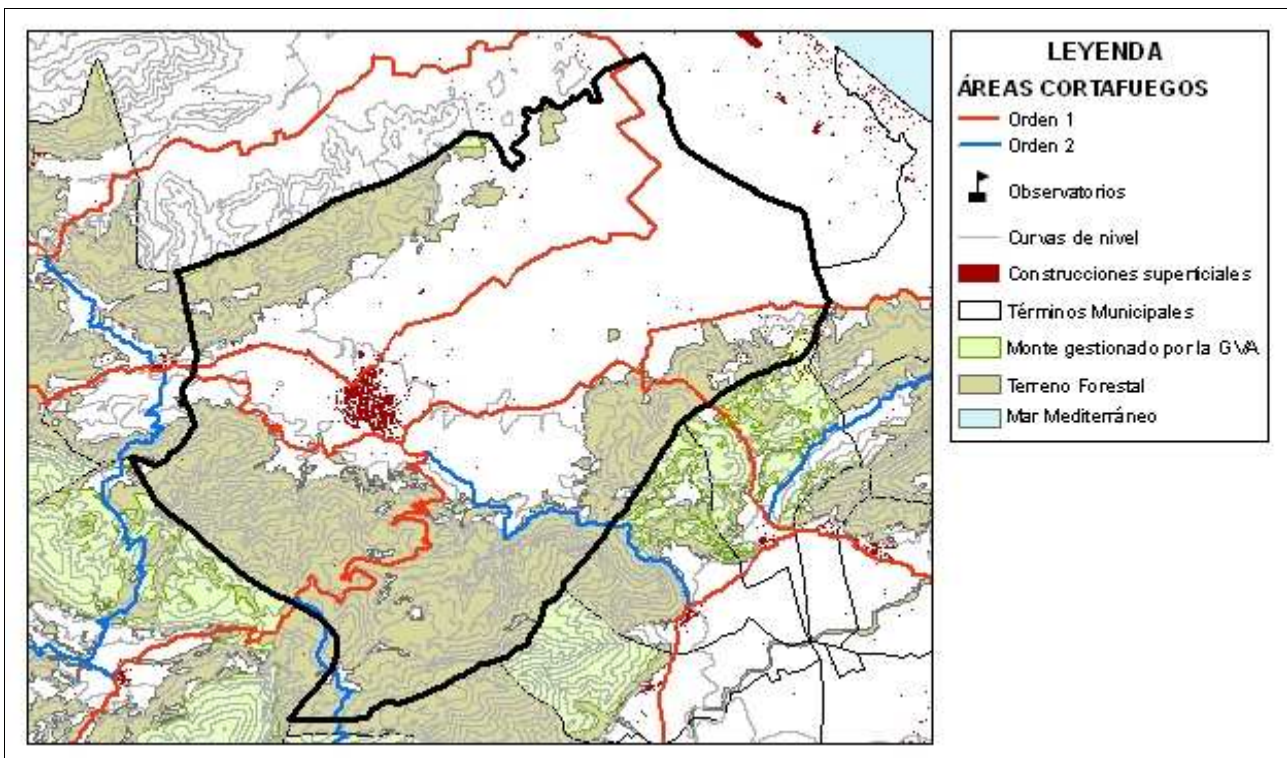 LEYENDA
ÁREAS CORTAFUEGOS
Orden 1
Orden 2
Observatorios
Curvas de nivel
Construcciones superficiales
Términos Municipales
Monte gestionado por la GVA
Terreno Forestal
Mar Mediterráneo